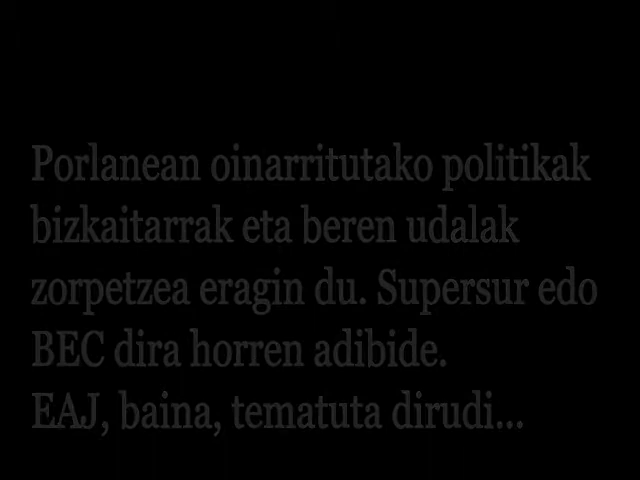 Porlanean oinarritutako politikak
bizkaitarrak eta beren udalak
zorpetzea eragin du. Supersur edo
BEC dira horren adibide.
EAJ, baina, tematuta dirudi...